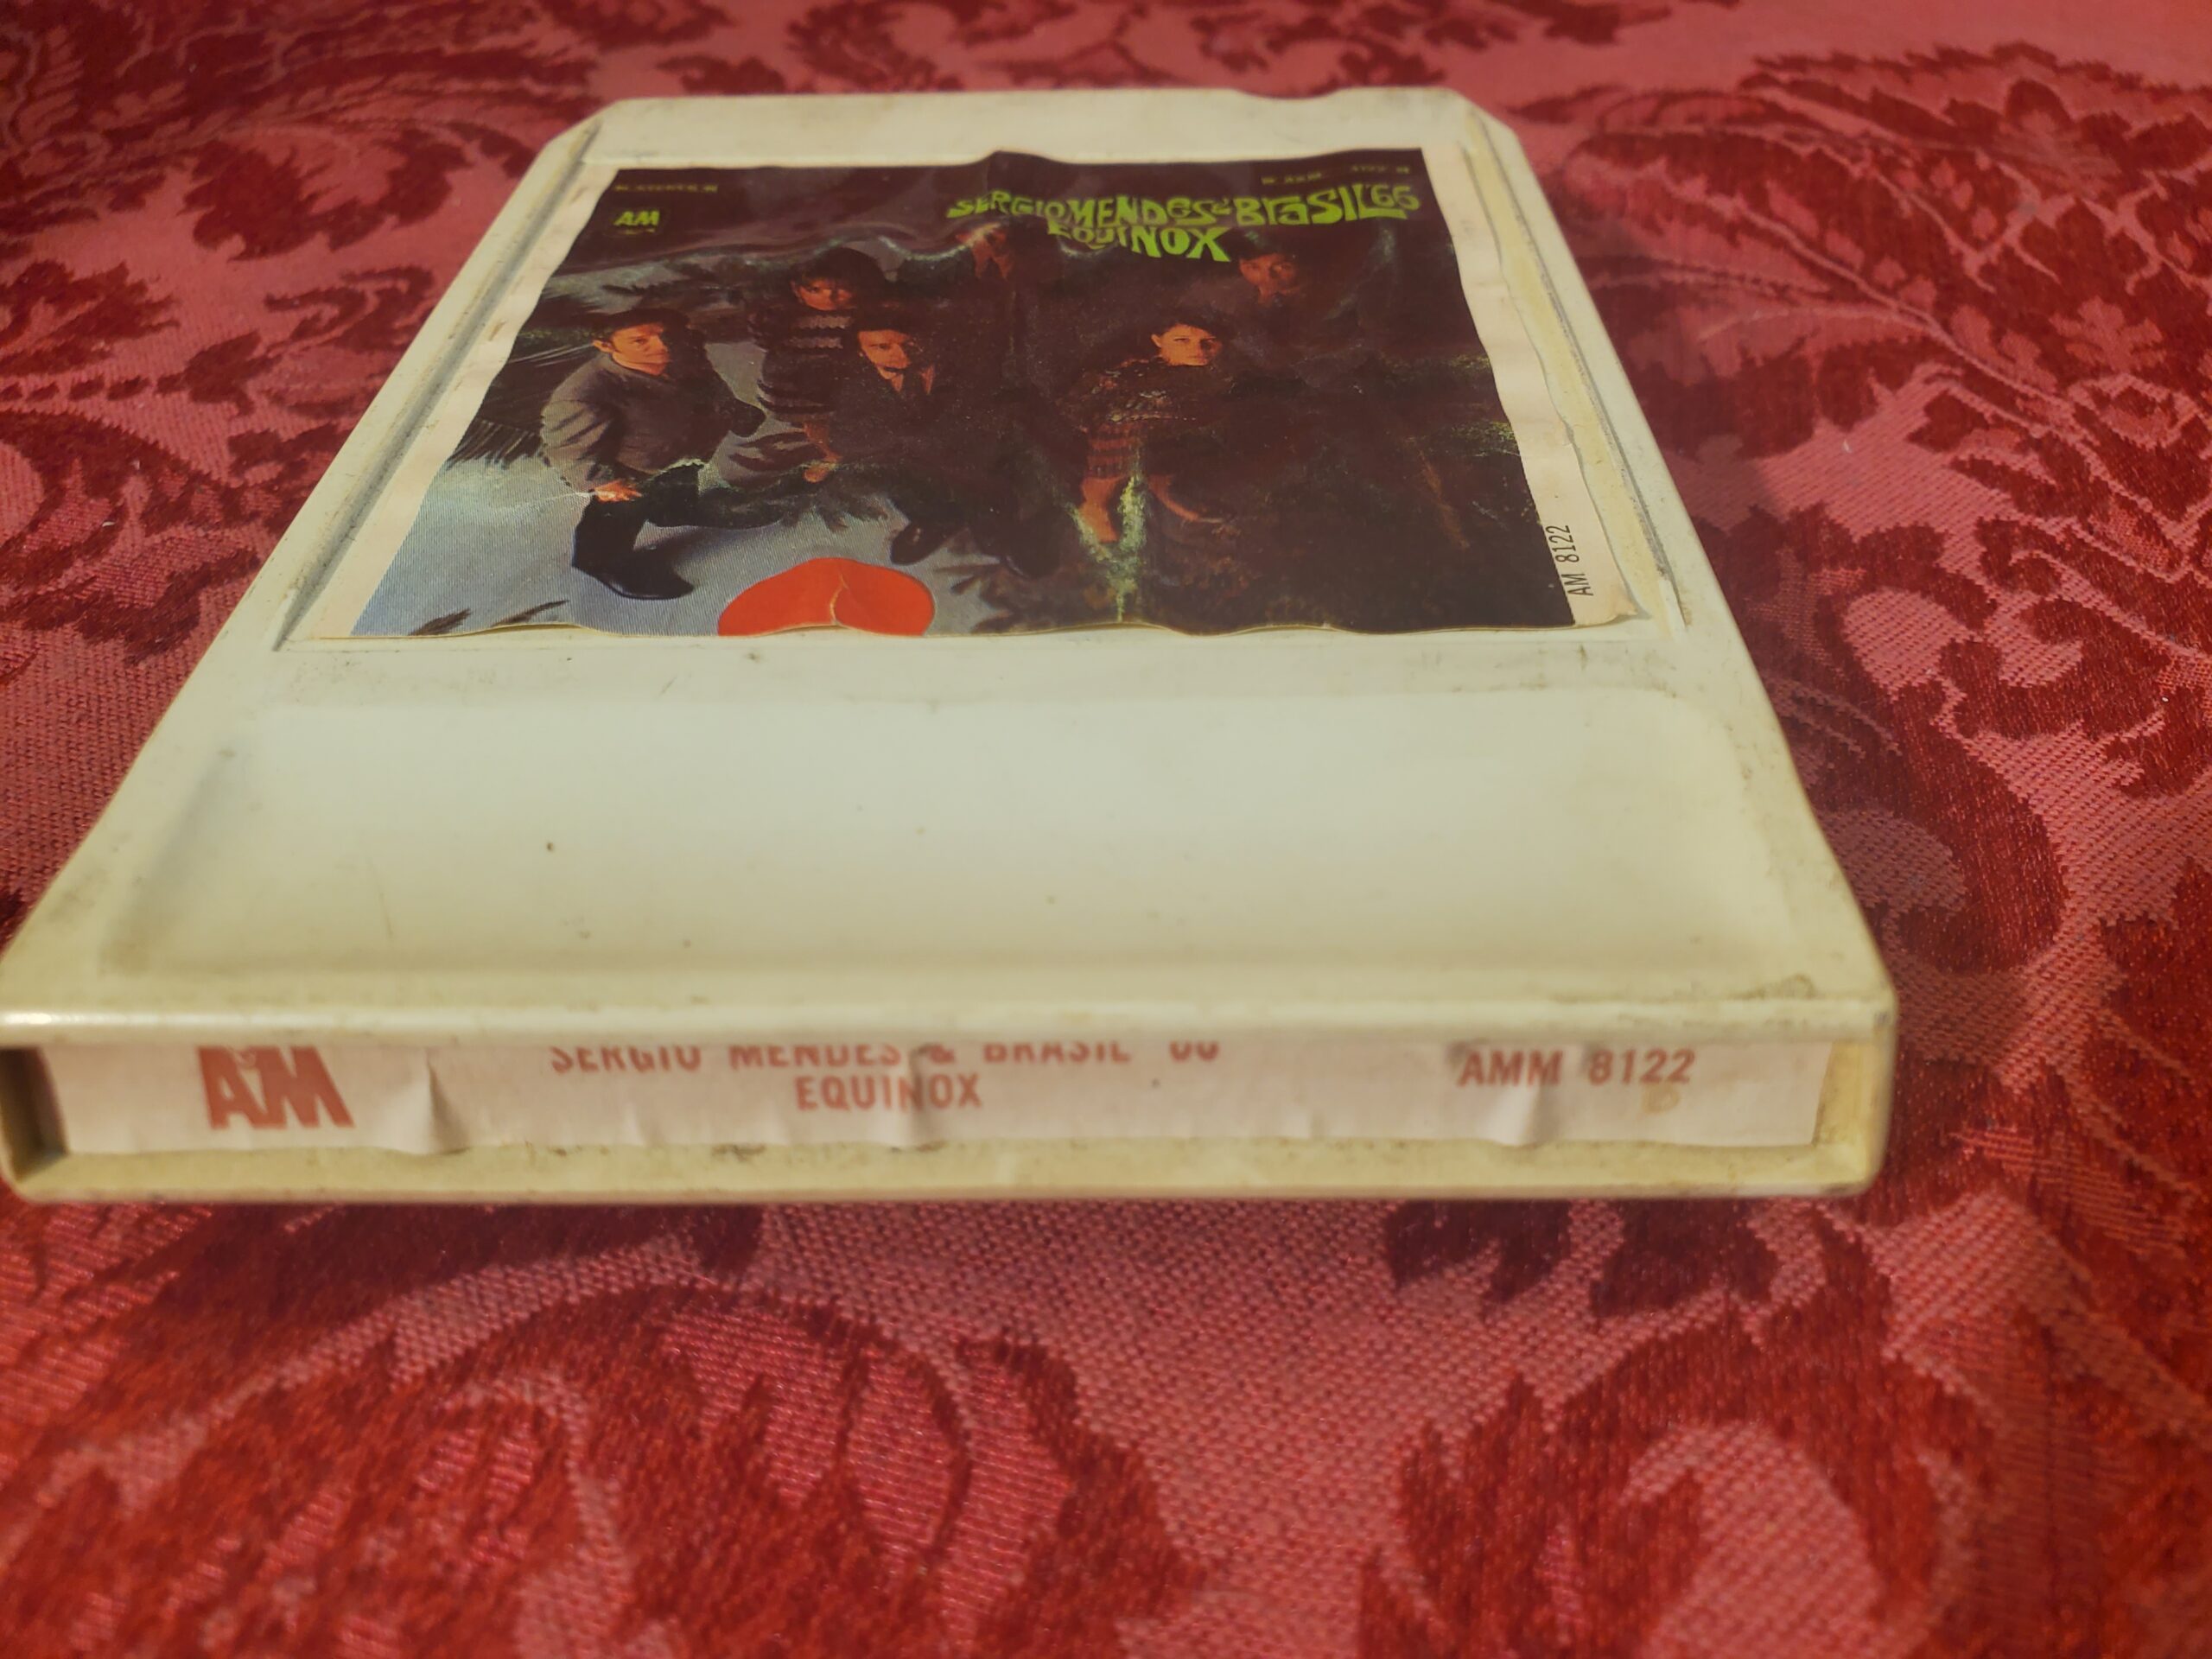 A&M
SERGIO MENDES & BRASIL '66
EQUINOX
AM 8122
A&M
SERGIO MENDES & BRASIL '66
EQUINOX
AMM 8122